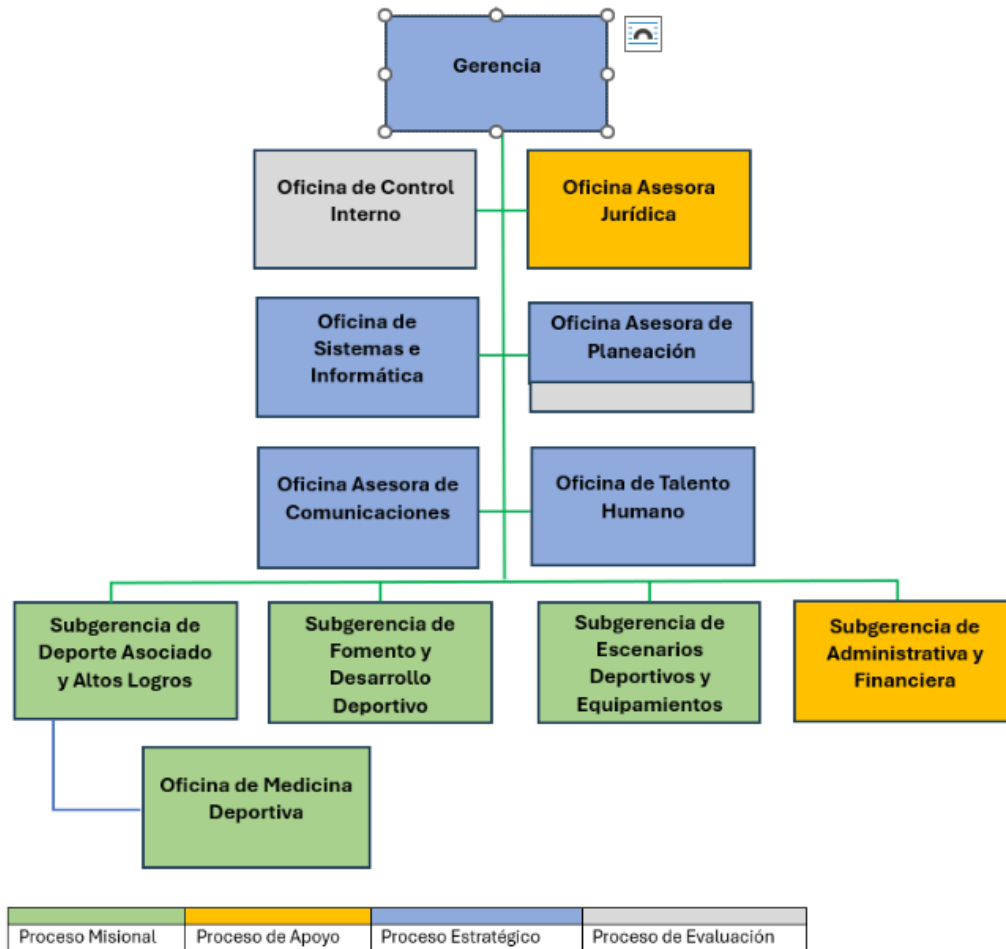 Gerencia
Oficina de Control
Interno
Oficina Asesora
Jurídica
Oficina de
Sistemas e
Informática
Oficina Asesora de
Planeación
Oficina Asesora de
Comunicaciones
Oficina de Talento
Humano
Subgerencia de
Deporte Asociado
y Altos Logros
Subgerencia de
Fomento y
Desarrollo
Deportivo
Subgerencia de
Escenarios
Deportivos y
Equipamientos
Subgerencia de
Administrativa y
Financiera
Oficina de Medicina
Deportiva
Proceso Misional
Proceso de Apoyo
Proceso Estratégico
Proceso de Evaluación